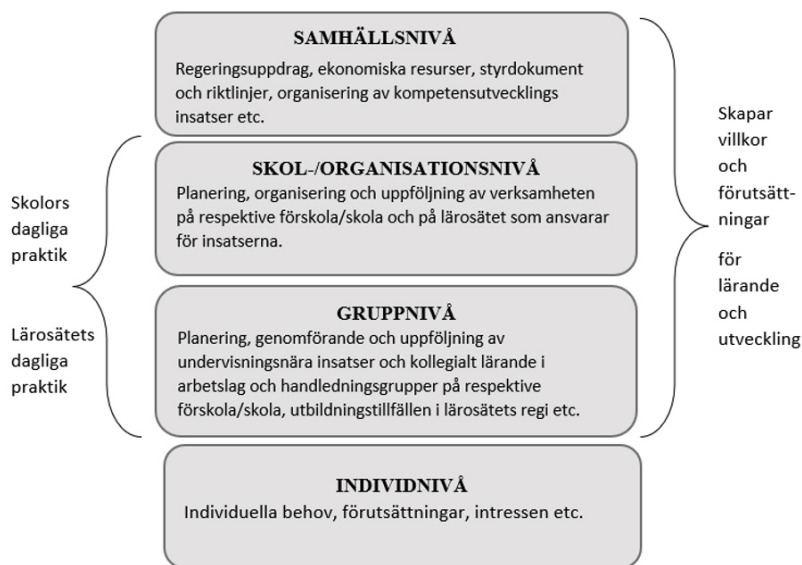 SAMHÄLLSNIVÅ
Regeringsuppdrag, ekonomiska resurser, styrdokument
och riktlinjer, organisering av kompetensutvecklings
insatser etc.
SKOL-/ORGANISATIONSNIVÅ
Planering, organisering och uppföljning av verksamheten
på respektive förskola/skola och på lärosätet som ansvarar
för insatserna.
GRUPPNIVÅ
Planering, genomförande och uppföljning av
undervisningsnära insatser och kollegialt lärande i
arbetslag och handledningsgrupper på respektive
förskola/skola, utbildningstillfällen i lärosätets regi etc.
INDIVIDNIVÅ
Individuella behov, förutsättningar, intressen etc.
Skolors
dagliga
praktik
Lärosätets
dagliga
praktik
Skapar
villkor
och
förutsätt-
ningar
för
lärande
och
utveckling